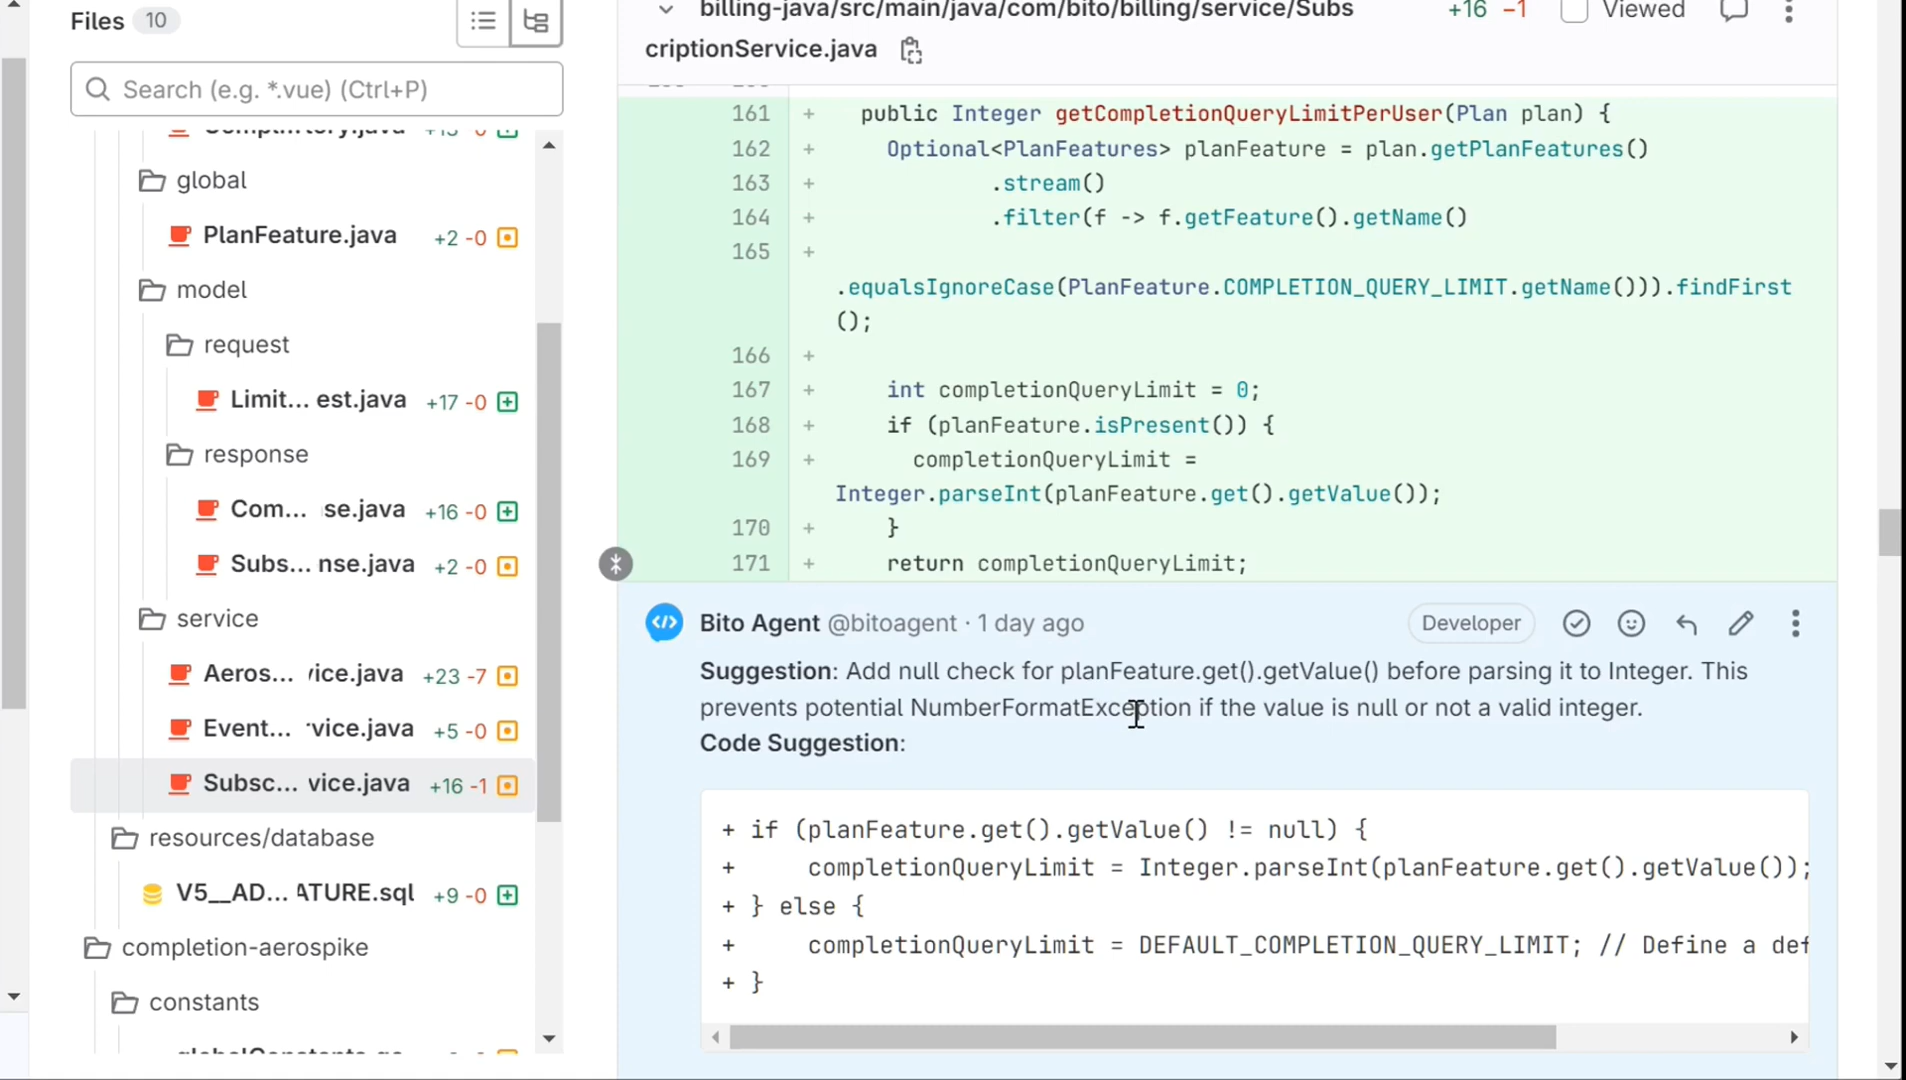 Files 10
Search (e.g. *.vue) (Ctrl+P)
global
PlanFeature.java +2 -0
model
request
Limit... est.java +17 -0
response
Com... se.java +16 -0
Subs... nse.java +2 -0
service
Aeros... vice.java +23 -7
Event... vice.java +5 -0
Subsc... vice.java +16 -1
resources/database
V5__AD... ATURE.sql +9 -0
completion-aerospike
constants
billing-java/src/main/java/com/bito/billing/service/Subs
criptionService.java
+16 −1 Viewed
161 + public Integer getCompletionQueryLimitPerUser(Plan plan) {
162 + Optional<PlanFeatures> planFeature = plan.getPlanFeatures()
163 + .stream()
164 + .filter(f -> f.getFeature().getName()
165 +
.equalsIgnoreCase(PlanFeature.COMPLETION_QUERY_LIMIT.getName())).findFirst
();
166 +
167 + int completionQueryLimit = 0;
168 + if (planFeature.isPresent()) {
169 + completionQueryLimit =
Integer.parseInt(planFeature.get().getValue());
170 + }
171 + return completionQueryLimit;
Bito Agent @bitoagent · 1 day ago Developer
Suggestion: Add null check for planFeature.get().getValue() before parsing it to Integer. This
prevents potential NumberFormatException if the value is null or not a valid integer.
Code Suggestion:
+ if (planFeature.get().getValue() != null) {
+ completionQueryLimit = Integer.parseInt(planFeature.get().getValue());
+ } else {
+ completionQueryLimit = DEFAULT_COMPLETION_QUERY_LIMIT; // Define a def
+ }